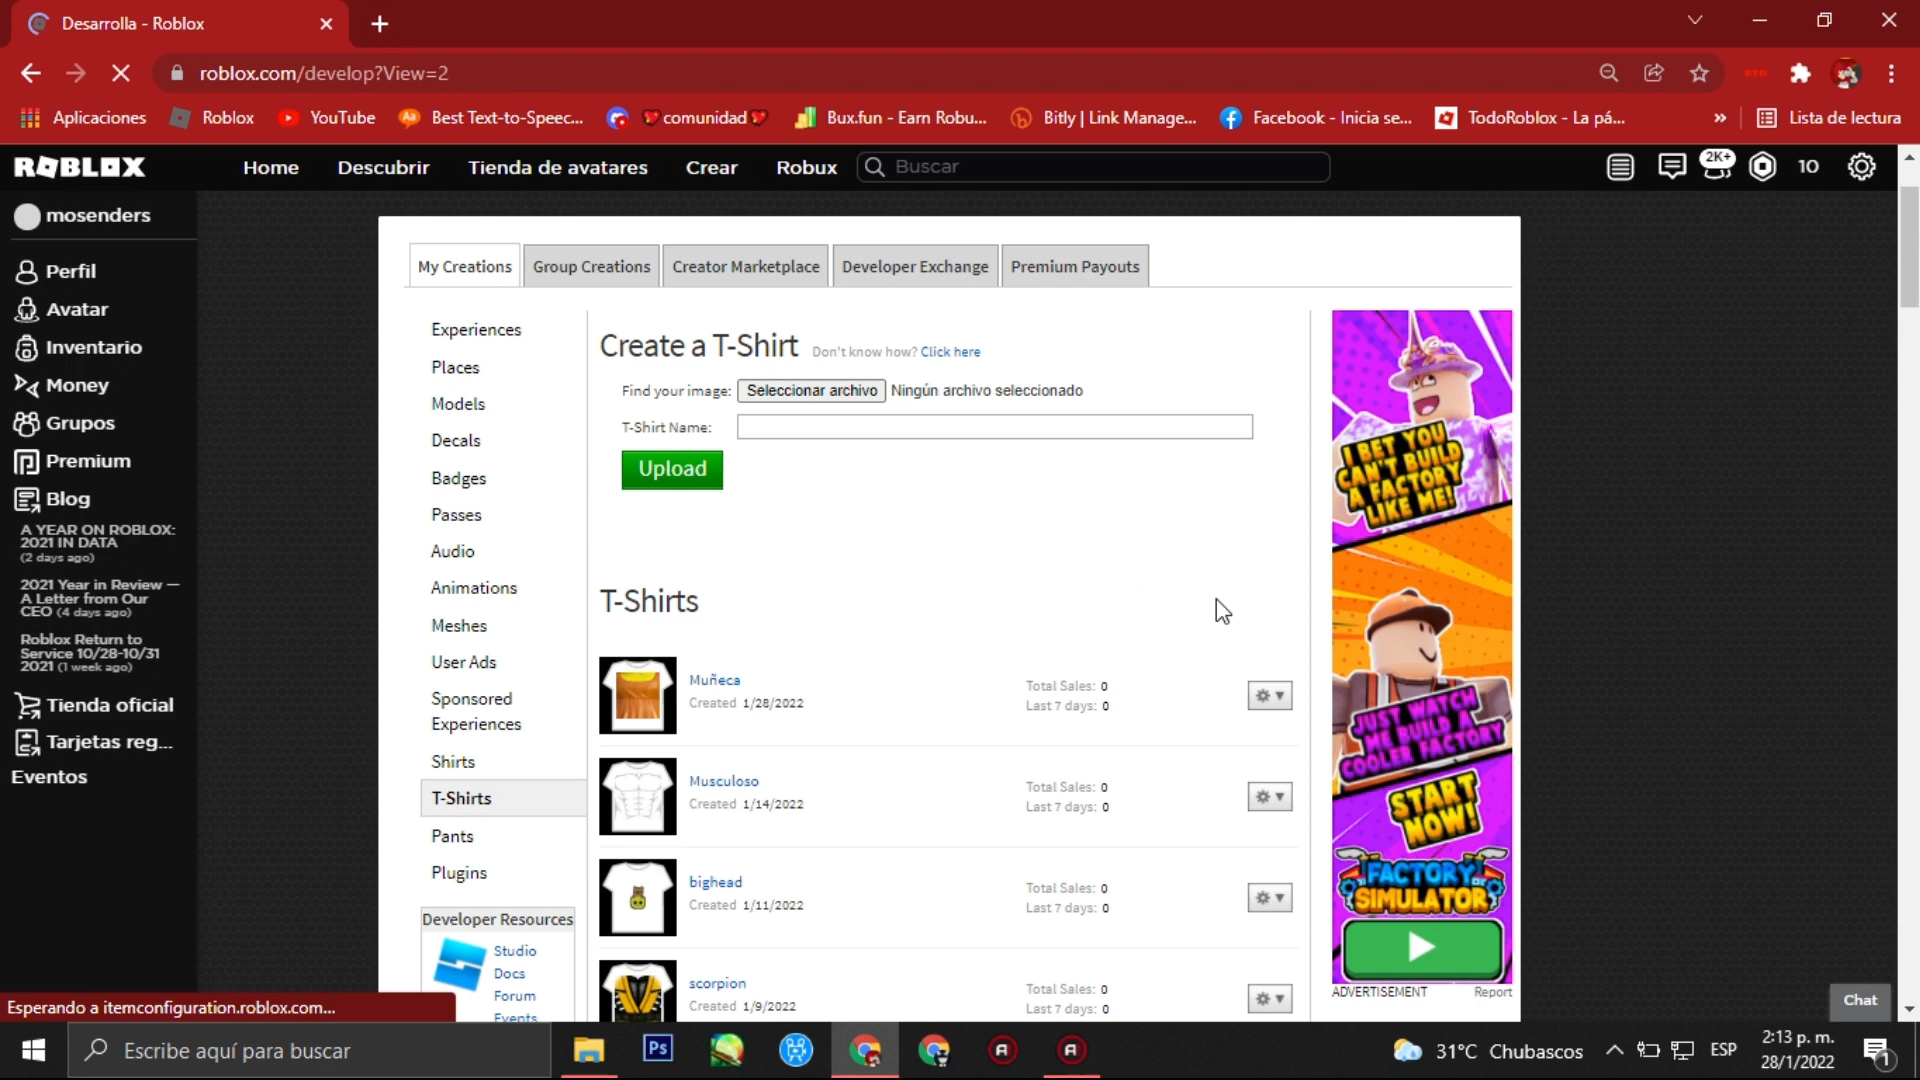 Desarrolla - Roblox
roblox.com/develop?View=2
Aplicaciones
Roblox
YouTube
Best Text-to-Speec...
comunidad
Bux.fun - Earn Robu...
Bitly | Link Manage...
Facebook - Inicia se...
TodoRoblox - La pá...
»
Lista de lectura
ROBLOX
Home
Descubrir
Tienda de avatares
Crear
Robux
Buscar
2K+
10
mosenders
Perfil
Avatar
Inventario
Money
Grupos
Premium
Blog
A YEAR ON ROBLOX:
2021 IN DATA
(2 days ago)
2021 Year in Review —
A Letter from Our
CEO (4 days ago)
Roblox Return to
Service 10/28-10/31
2021 (1 week ago)
Tienda oficial
Tarjetas reg...
Eventos
My Creations
Group Creations
Creator Marketplace
Developer Exchange
Premium Payouts
Experiences
Places
Models
Decals
Badges
Passes
Audio
Animations
Meshes
User Ads
Sponsored
Experiences
Shirts
T-Shirts
Pants
Plugins
Developer Resources
Studio
Docs
Forum
Events
Create a T-Shirt
Don't know how? Click here
Find your image: Seleccionar archivo Ningún archivo seleccionado
T-Shirt Name:
Upload
T-Shirts
Muñeca
Created 1/28/2022
Total Sales: 0
Last 7 days: 0
Musculoso
Created 1/14/2022
Total Sales: 0
Last 7 days: 0
bighead
Created 1/11/2022
Total Sales: 0
Last 7 days: 0
scorpion
Created 1/9/2022
Total Sales: 0
Last 7 days: 0
I BET YOU
CAN'T BUILD
A FACTORY
LIKE ME!
JUST WATCH
ME BUILD A
COOLER FACTORY
START
NOW!
FACTORY
SIMULATOR
ADVERTISEMENT
Report
Chat
Esperando a itemconfiguration.roblox.com...
Escribe aquí para buscar
Ps
31°C Chubascos
ESP
2:13 p. m.
28/1/2022
1